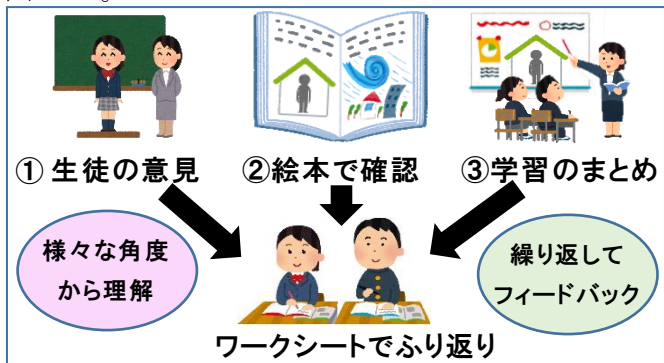 ① 生徒の意見
②絵本で確認
③学習のまとめ
様々な角度
から理解
繰り返して
フィードバック
ワークシートでふり返り